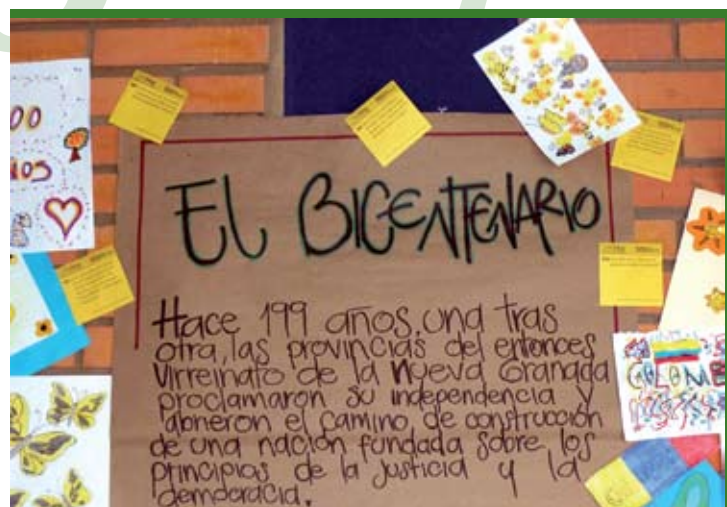 EL BICENTENARIO
Hace 199 años, una tras
otra, las provincias del entonces
Virreinato de la Nueva Granada
proclamaron su independencia y
abrieron el camino de construcción
de una nación fundada sobre los
principios de la justicia y la
democracia.
COLOMB